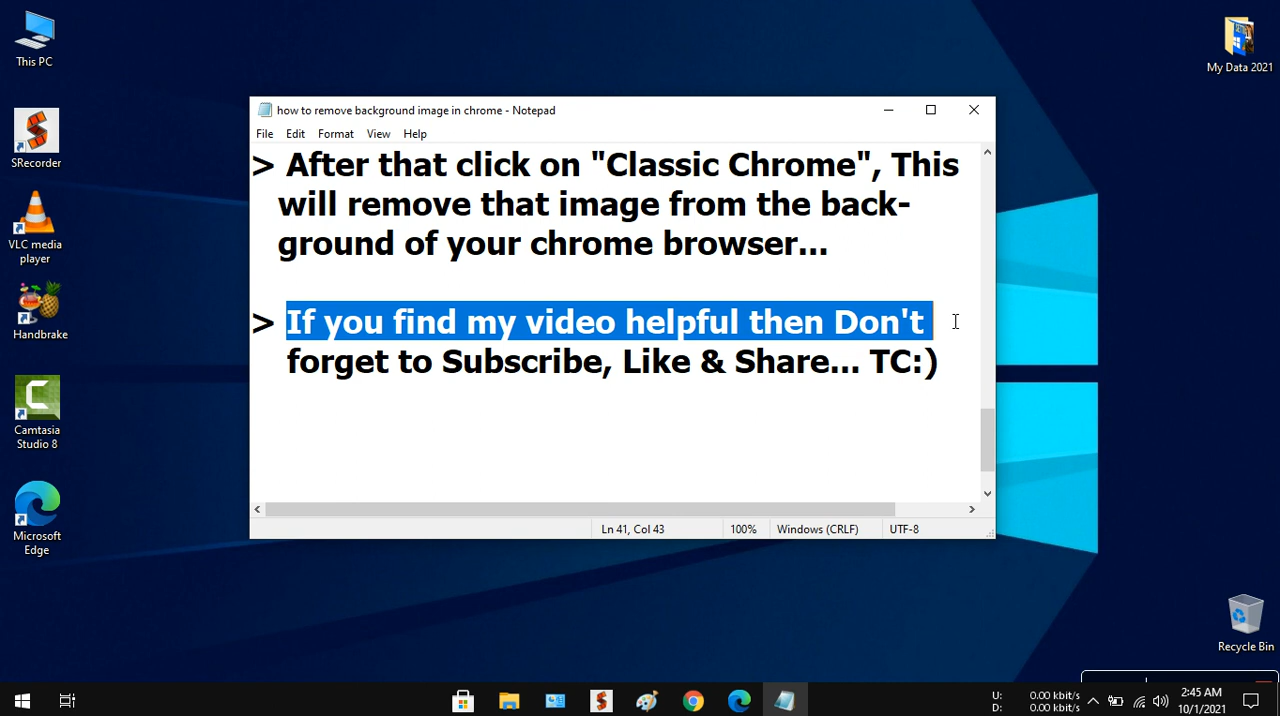 This PC
My Data 2021
how to remove background image in chrome - Notepad
File Edit Format View Help
> After that click on "Classic Chrome", This
will remove that image from the back-
ground of your chrome browser...
> If you find my video helpful then Don't
forget to Subscribe, Like & Share... TC:)
Ln 41, Col 43 100% Windows (CRLF) UTF-8
SRecorder
VLC media
player
Handbrake
Camtasia
Studio 8
Microsoft
Edge
Recycle Bin
U: 0.00 kbit/s
D: 0.00 kbit/s
2:45 AM
10/1/2021